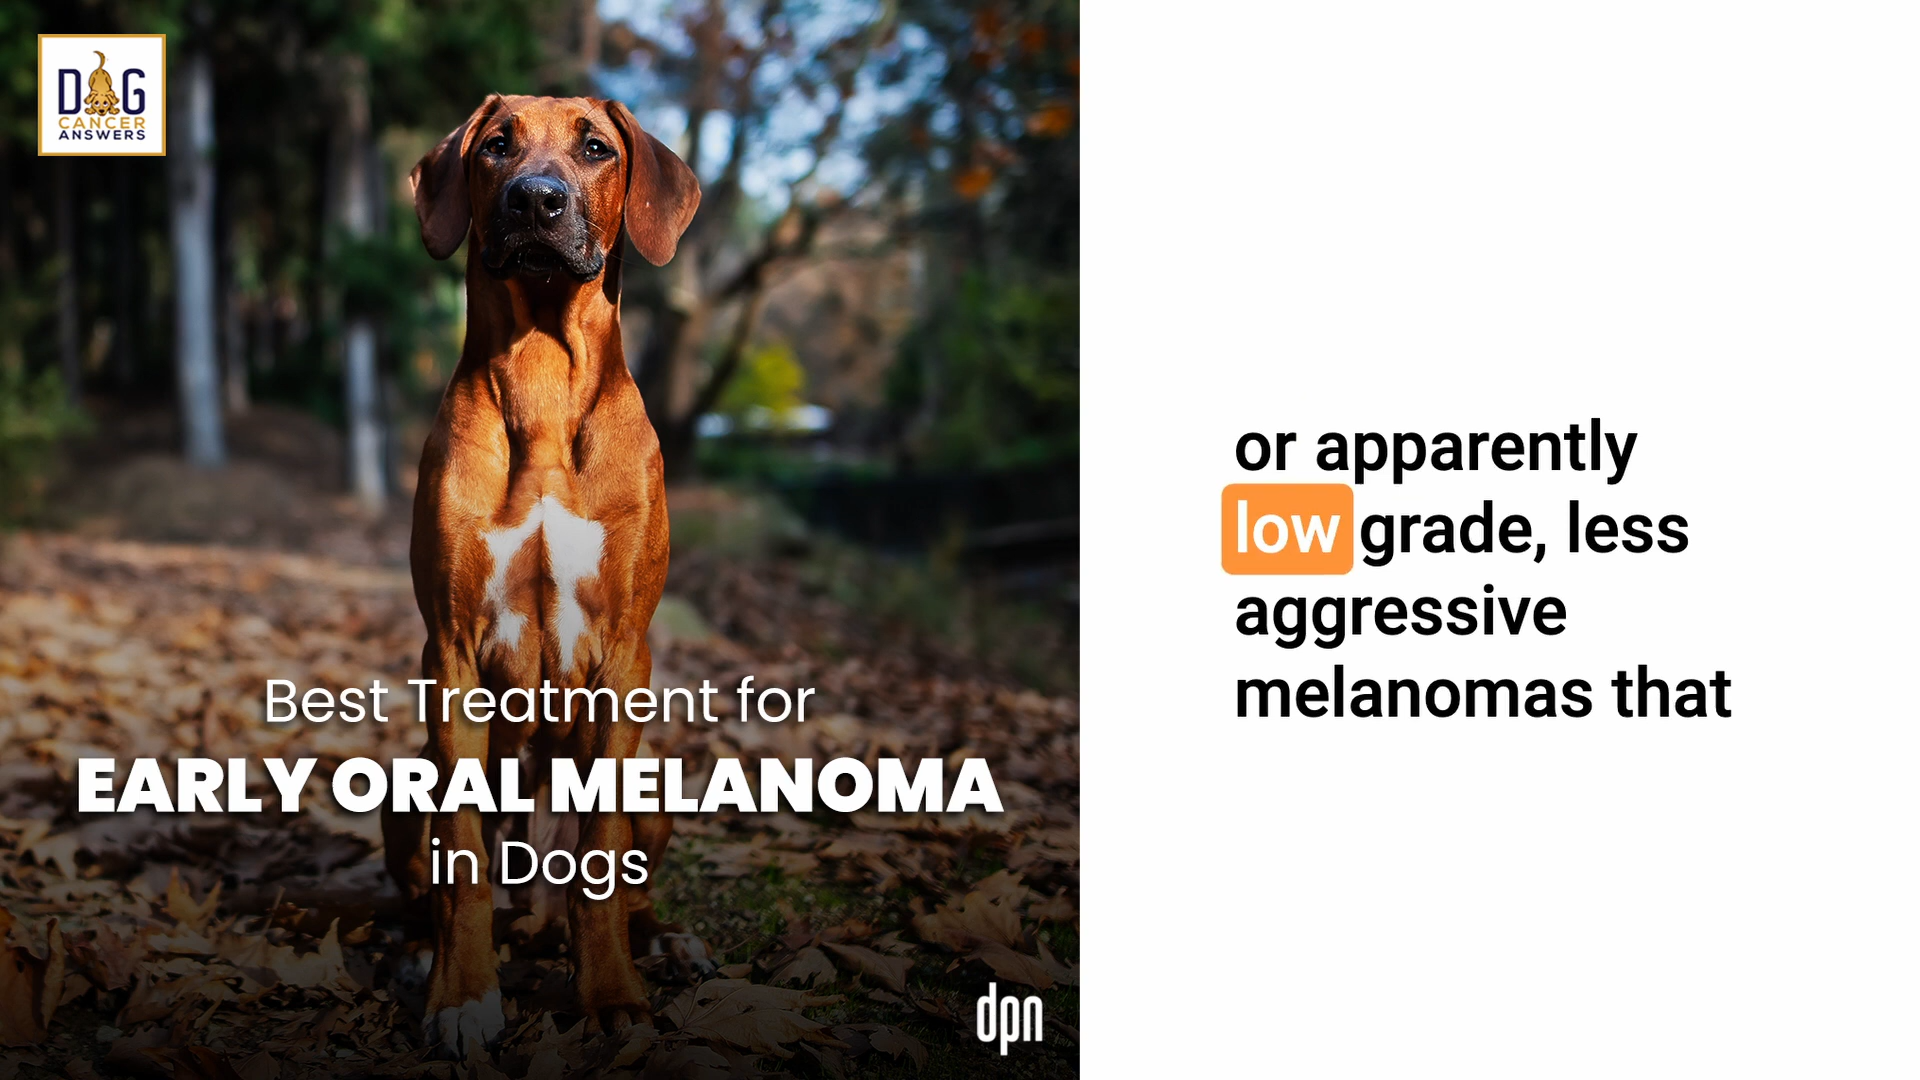 DOG
CANCER
ANSWERS
Best Treatment for
EARLY ORAL MELANOMA
in Dogs
dpn
or apparently
low grade, less
aggressive
melanomas that